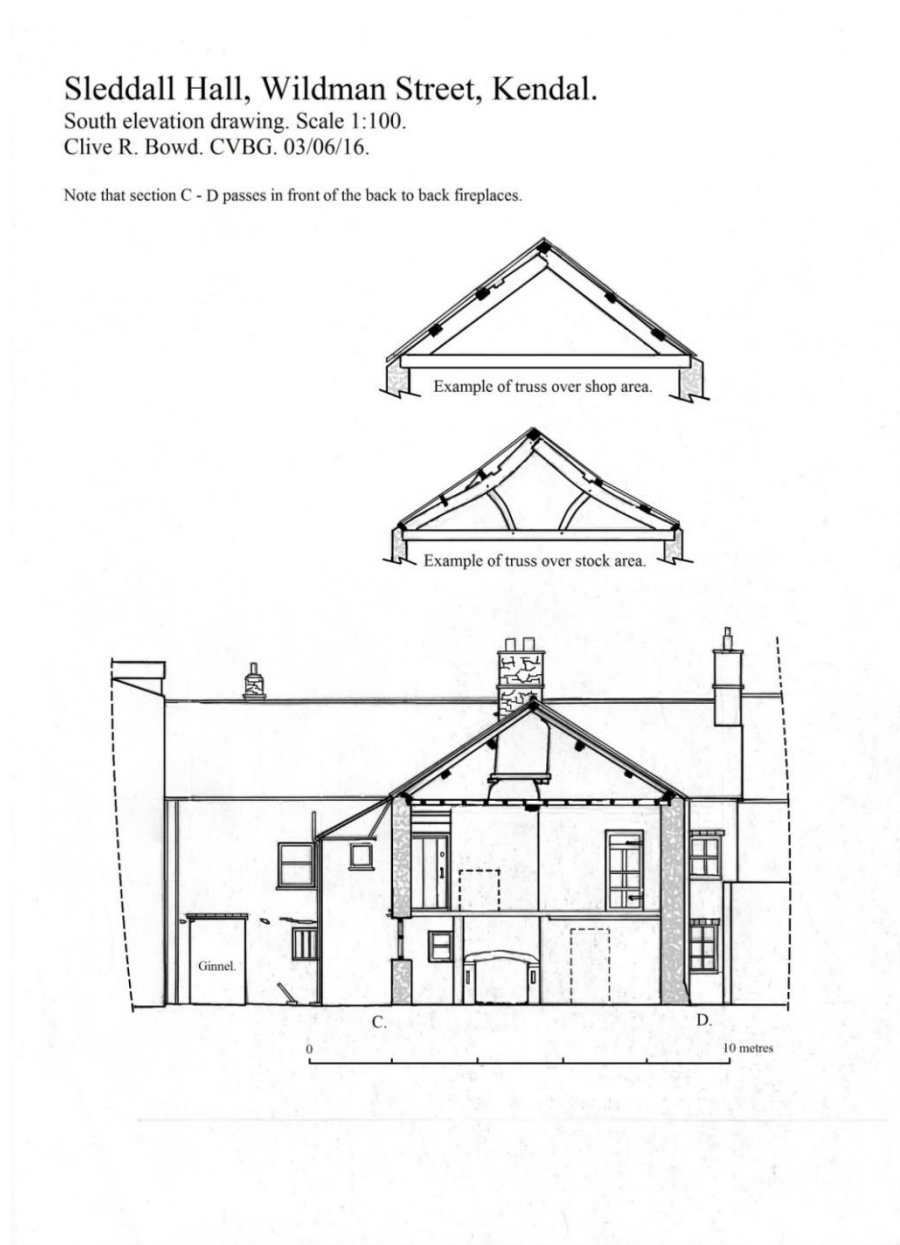 Sleddall Hall, Wildman Street, Kendal.
South elevation drawing. Scale 1:100.
Clive R. Bowd. CVBG. 03/06/16.
Note that section C - D passes in front of the back to back fireplaces.
Example of truss over shop area.
Example of truss over stock area.
Ginnel.
C.
D.
0
10 metres